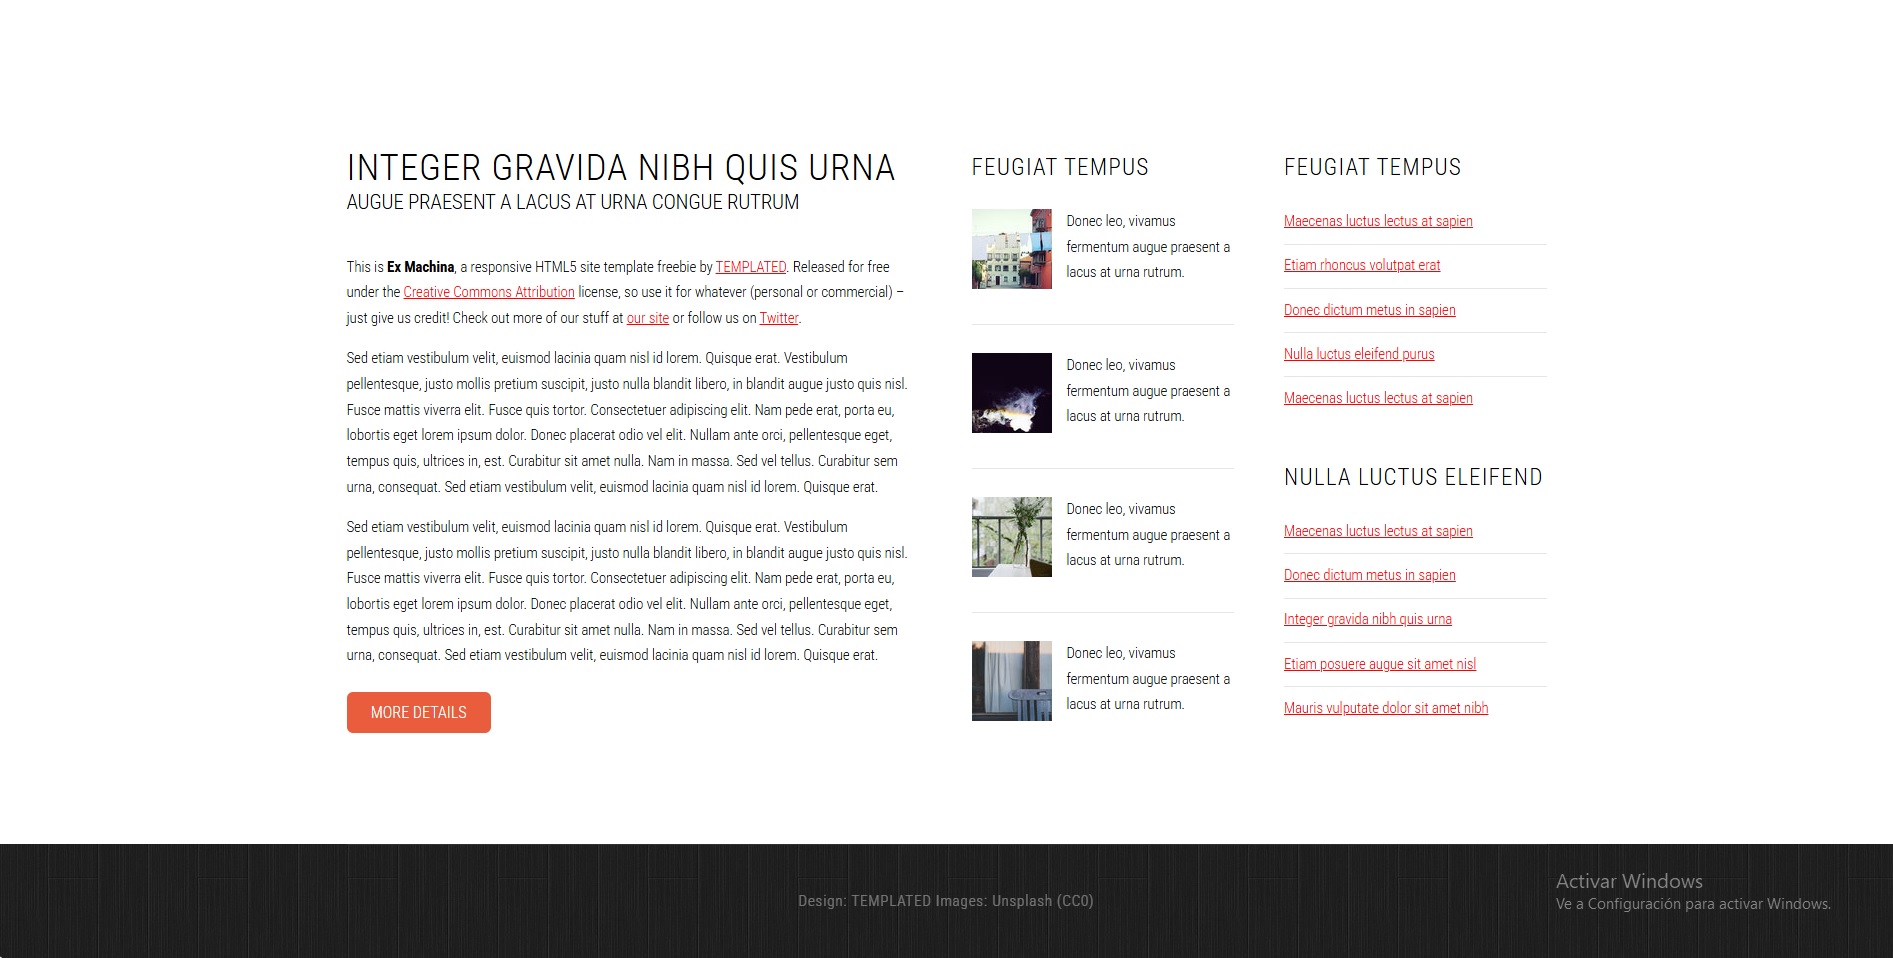 INTEGER GRAVIDA NIBH QUIS URNA
AUGUE PRAESENT A LACUS AT URNA CONGUE RUTRUM
This is Ex Machina, a responsive HTML5 site template freebie by TEMPLATED. Released for free
under the Creative Commons Attribution license, so use it for whatever (personal or commercial) –
just give us credit! Check out more of our stuff at our site or follow us on Twitter.
Sed etiam vestibulum velit, euismod lacinia quam nisl id lorem. Quisque erat. Vestibulum
pellentesque, justo mollis pretium suscipit, justo nulla blandit libero, in blandit augue justo quis nisl.
Fusce mattis viverra elit. Fusce quis tortor. Consectetuer adipiscing elit. Nam pede erat, porta eu,
lobortis eget lorem ipsum dolor. Donec placerat odio vel elit. Nullam ante orci, pellentesque eget,
tempus quis, ultrices in, est. Curabitur sit amet nulla. Nam in massa. Sed vel tellus. Curabitur sem
urna, consequat. Sed etiam vestibulum velit, euismod lacinia quam nisl id lorem. Quisque erat.
Sed etiam vestibulum velit, euismod lacinia quam nisl id lorem. Quisque erat. Vestibulum
pellentesque, justo mollis pretium suscipit, justo nulla blandit libero, in blandit augue justo quis nisl.
Fusce mattis viverra elit. Fusce quis tortor. Consectetuer adipiscing elit. Nam pede erat, porta eu,
lobortis eget lorem ipsum dolor. Donec placerat odio vel elit. Nullam ante orci, pellentesque eget,
tempus quis, ultrices in, est. Curabitur sit amet nulla. Nam in massa. Sed vel tellus. Curabitur sem
urna, consequat. Sed etiam vestibulum velit, euismod lacinia quam nisl id lorem. Quisque erat.
MORE DETAILS
FEUGIAT TEMPUS
Donec leo, vivamus
fermentum augue praesent a
lacus at urna rutrum.
Donec leo, vivamus
fermentum augue praesent a
lacus at urna rutrum.
Donec leo, vivamus
fermentum augue praesent a
lacus at urna rutrum.
Donec leo, vivamus
fermentum augue praesent a
lacus at urna rutrum.
FEUGIAT TEMPUS
Maecenas luctus lectus at sapien
Etiam rhoncus volutpat erat
Donec dictum metus in sapien
Nulla luctus eleifend purus
Maecenas luctus lectus at sapien
NULLA LUCTUS ELEIFEND
Maecenas luctus lectus at sapien
Donec dictum metus in sapien
Integer gravida nibh quis urna
Etiam posuere augue sit amet nisl
Mauris vulputate dolor sit amet nibh
Design: TEMPLATED Images: Unsplash (CC0)
Activar Windows
Ve a Configuración para activar Windows.